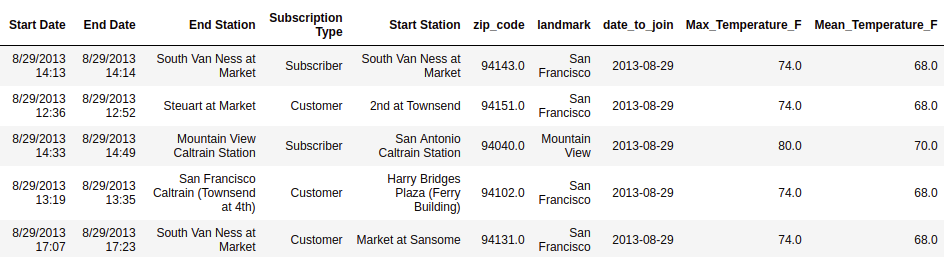 Start Date End Date End Station Subscription Type Start Station zip_code landmark date_to_join Max_Temperature_F Mean_Temperature_F
8/29/2013 14:13 8/29/2013 14:14 South Van Ness at Market Subscriber South Van Ness at Market 94143.0 San Francisco 2013-08-29 74.0 68.0
8/29/2013 12:36 8/29/2013 12:52 Steuart at Market Customer 2nd at Townsend 94151.0 San Francisco 2013-08-29 74.0 68.0
8/29/2013 14:33 8/29/2013 14:49 Mountain View Caltrain Station Subscriber San Antonio Caltrain Station 94040.0 Mountain View 2013-08-29 80.0 70.0
8/29/2013 13:19 8/29/2013 13:35 San Francisco Caltrain (Townsend at 4th) Customer Harry Bridges Plaza (Ferry Building) 94102.0 San Francisco 2013-08-29 74.0 68.0
8/29/2013 17:07 8/29/2013 17:23 South Van Ness at Market Customer Market at Sansome 94131.0 San Francisco 2013-08-29 74.0 68.0